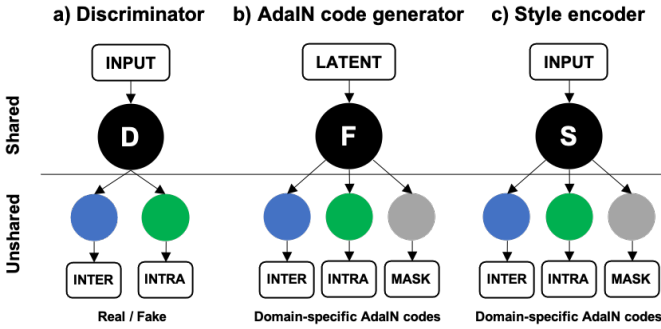 a) Discriminator
b) AdaIN code generator
c) Style encoder
INPUT
LATENT
INPUT
Shared
D
F
S
Unshared
INTER
INTRA
INTER
INTRA
MASK
INTER
INTRA
MASK
Real / Fake
Domain-specific AdaIN codes
Domain-specific AdaIN codes